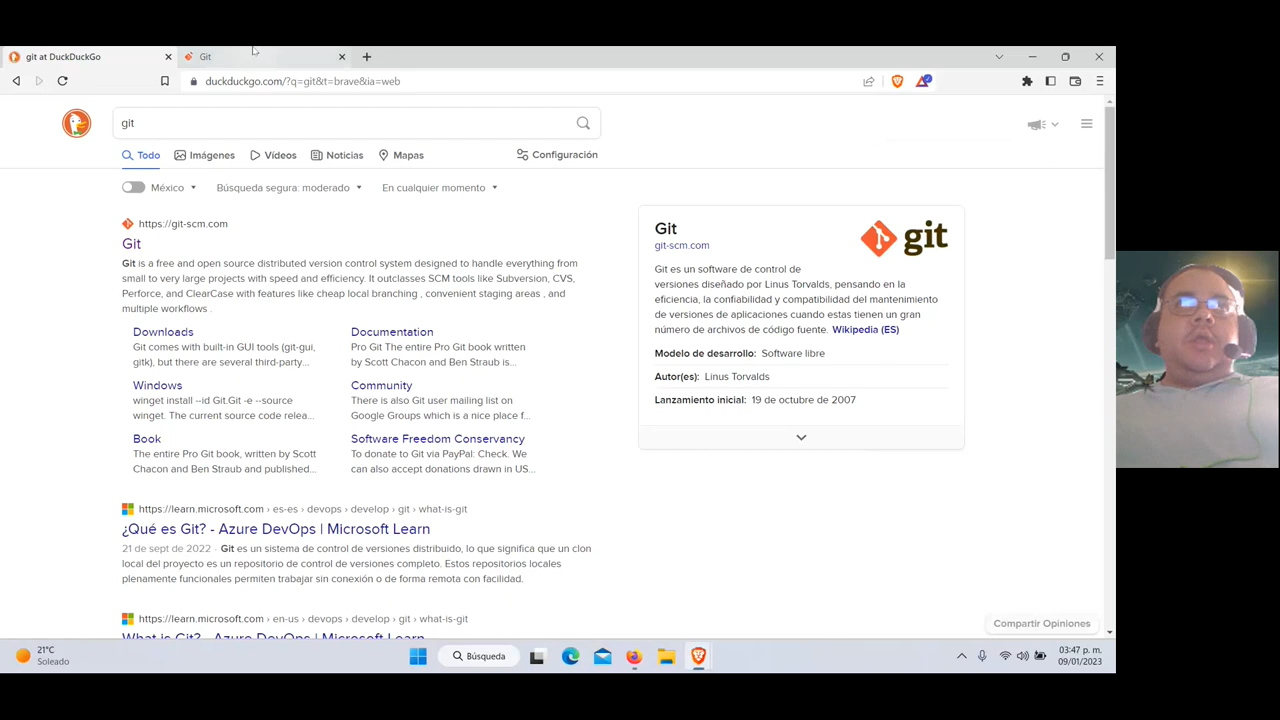 git at DuckDuckGo
Git
duckduckgo.com/?q=git&t=brave&ia=web
git
Todo
Imágenes
Vídeos
Noticias
Mapas
Configuración
México
Búsqueda segura: moderado
En cualquier momento
https://git-scm.com
Git
Git is a free and open source distributed version control system designed to handle everything from
small to very large projects with speed and efficiency. It outclasses SCM tools like Subversion, CVS,
Perforce, and ClearCase with features like cheap local branching , convenient staging areas , and
multiple workflows .
Downloads
Git comes with built-in GUI tools (git-gui,
gitk), but there are several third-party...
Documentation
Pro Git The entire Pro Git book written
by Scott Chacon and Ben Straub is...
Windows
winget install --id Git.Git -e --source
winget. The current source code relea...
Community
There is also Git user mailing list on
Google Groups which is a nice place f...
Book
The entire Pro Git book, written by Scott
Chacon and Ben Straub and published...
Software Freedom Conservancy
To donate to Git via PayPal: Check. We
can also accept donations drawn in US...
https://learn.microsoft.com › es-es › devops › develop › git › what-is-git
¿Qué es Git? - Azure DevOps | Microsoft Learn
21 de sept de 2022 · Git es un sistema de control de versiones distribuido, lo que significa que un clon
local del proyecto es un repositorio de control de versiones completo. Estos repositorios locales
plenamente funcionales permiten trabajar sin conexión o de forma remota con facilidad.
https://learn.microsoft.com › en-us › devops › develop › git › what-is-git
What is Git? - Azure DevOps | Microsoft Learn
Git
git-scm.com
git
Git es un software de control de
versiones diseñado por Linus Torvalds, pensando en la
eficiencia, la confiabilidad y compatibilidad del mantenimiento
de versiones de aplicaciones cuando estas tienen un gran
número de archivos de código fuente. Wikipedia (ES)
Modelo de desarrollo: Software libre
Autor(es): Linus Torvalds
Lanzamiento inicial: 19 de octubre de 2007
Compartir Opiniones
21°C
Soleado
Búsqueda
03:47 p. m.
09/01/2023